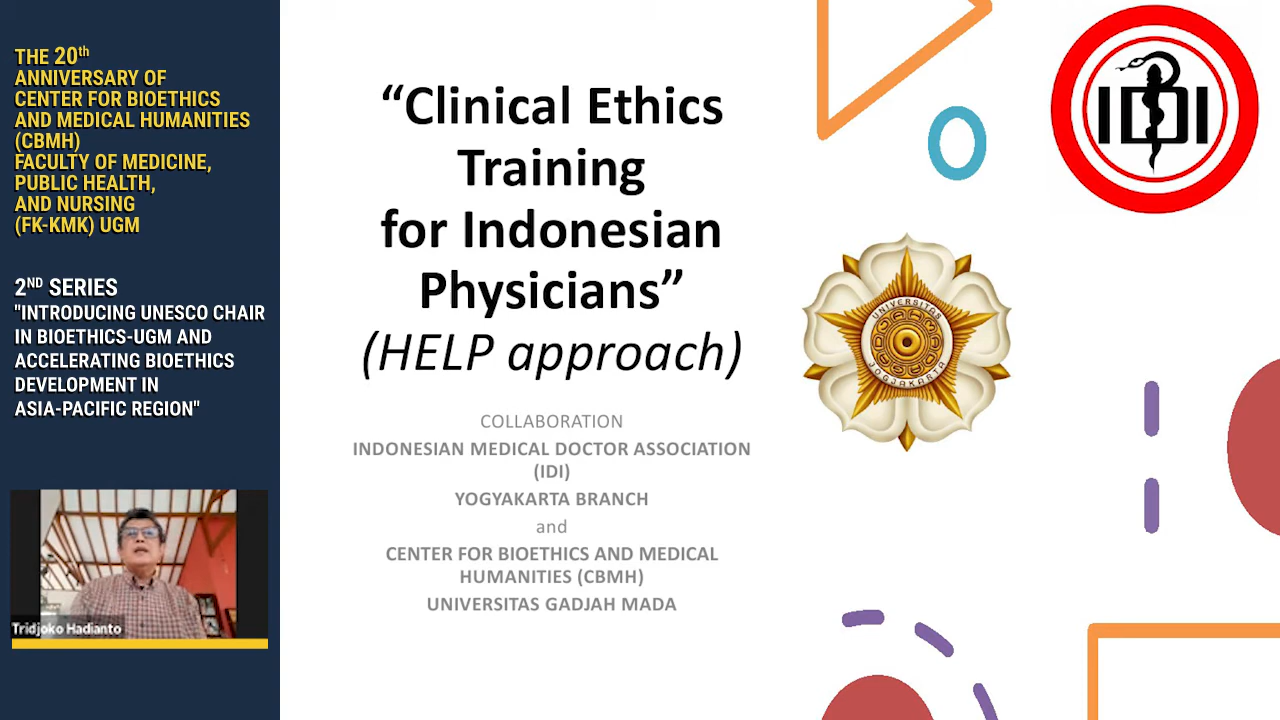 THE 20th
ANNIVERSARY OF
CENTER FOR BIOETHICS
AND MEDICAL HUMANITIES
(CBMH)
FACULTY OF MEDICINE,
PUBLIC HEALTH,
AND NURSING
(FK-KMK) UGM
2ND SERIES
"INTRODUCING UNESCO CHAIR
IN BIOETHICS-UGM AND
ACCELERATING BIOETHICS
DEVELOPMENT IN
ASIA-PACIFIC REGION"
Tridjoko Hadianto
“Clinical Ethics
Training
for Indonesian
Physicians”
(HELP approach)
COLLABORATION
INDONESIAN MEDICAL DOCTOR ASSOCIATION
(IDI)
YOGYAKARTA BRANCH
and
CENTER FOR BIOETHICS AND MEDICAL
HUMANITIES (CBMH)
UNIVERSITAS GADJAH MADA
IDI
UNIVERSITAS
JOGJAKARTA